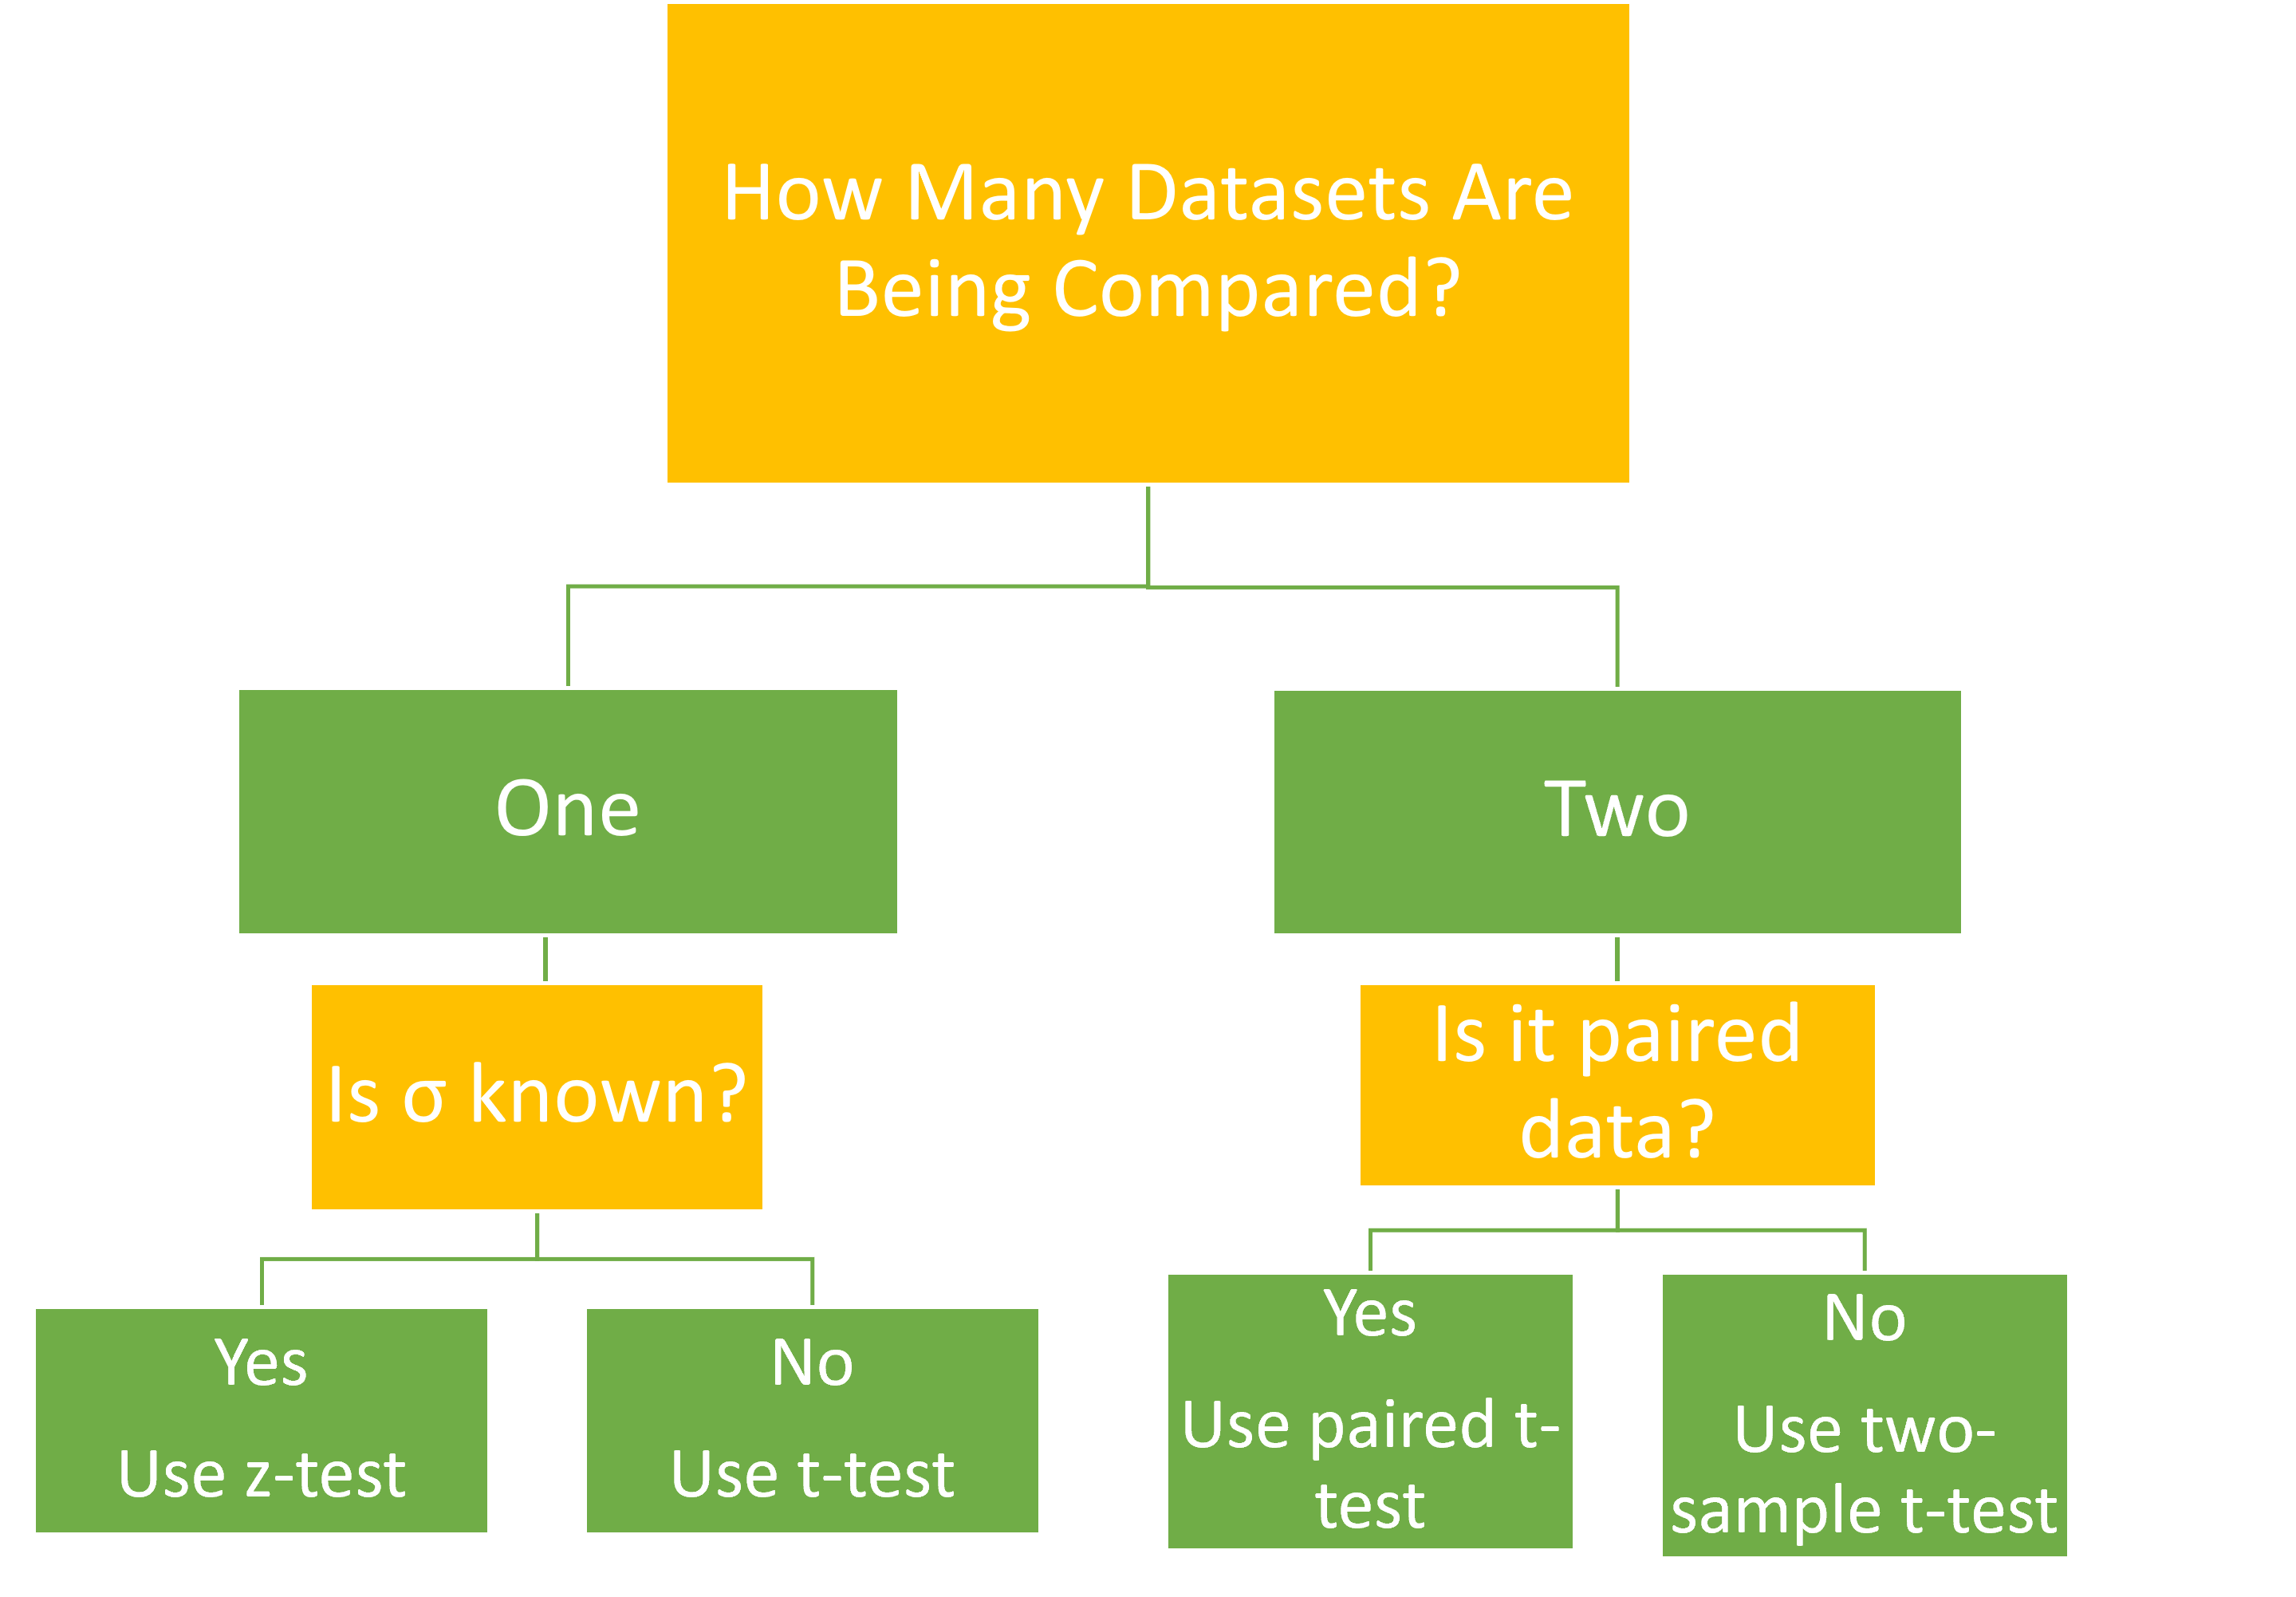 How Many Datasets Are
Being Compared?
One
Two
Is σ known?
Is it paired
data?
Yes
Use z-test
No
Use t-test
Yes
Use paired t-
test
No
Use two-
sample t-test